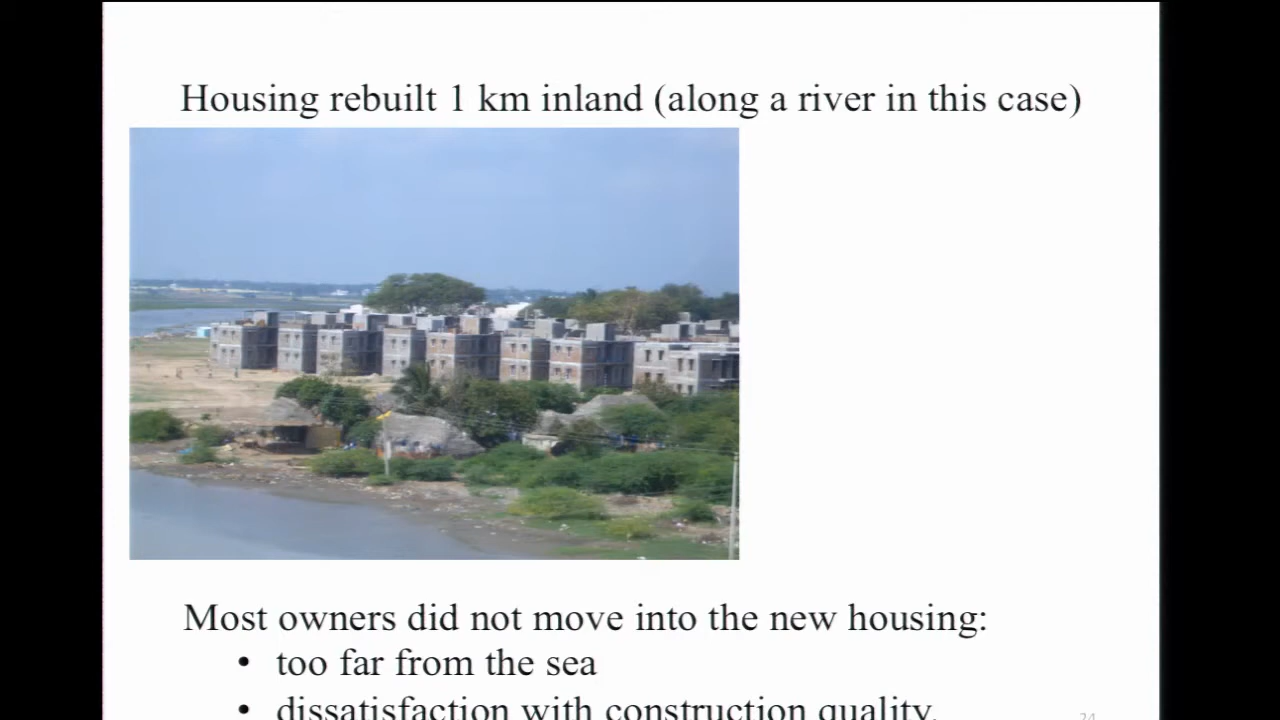 Housing rebuilt 1 km inland (along a river in this case)
Most owners did not move into the new housing:
• too far from the sea
• dissatisfaction with construction quality.
24